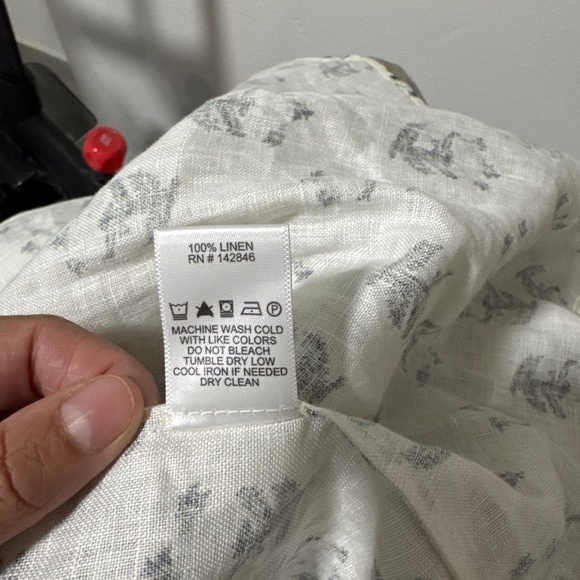 100% LINEN
RN # 142846
P
MACHINE WASH COLD
WITH LIKE COLORS
DO NOT BLEACH
TUMBLE DRY LOW
COOL IRON IF NEEDED
DRY CLEAN